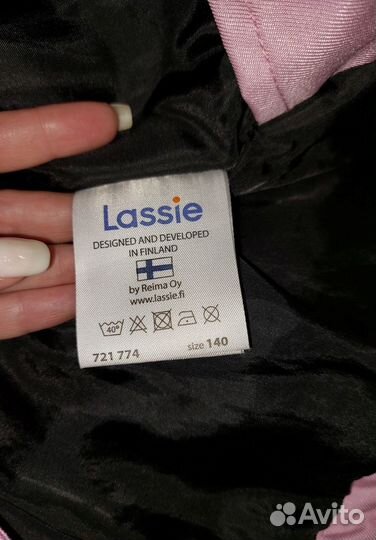 Lassie
DESIGNED AND DEVELOPED
IN FINLAND
by Reima Oy
www.lassie.fi
40°
721 774 size 140
Avito